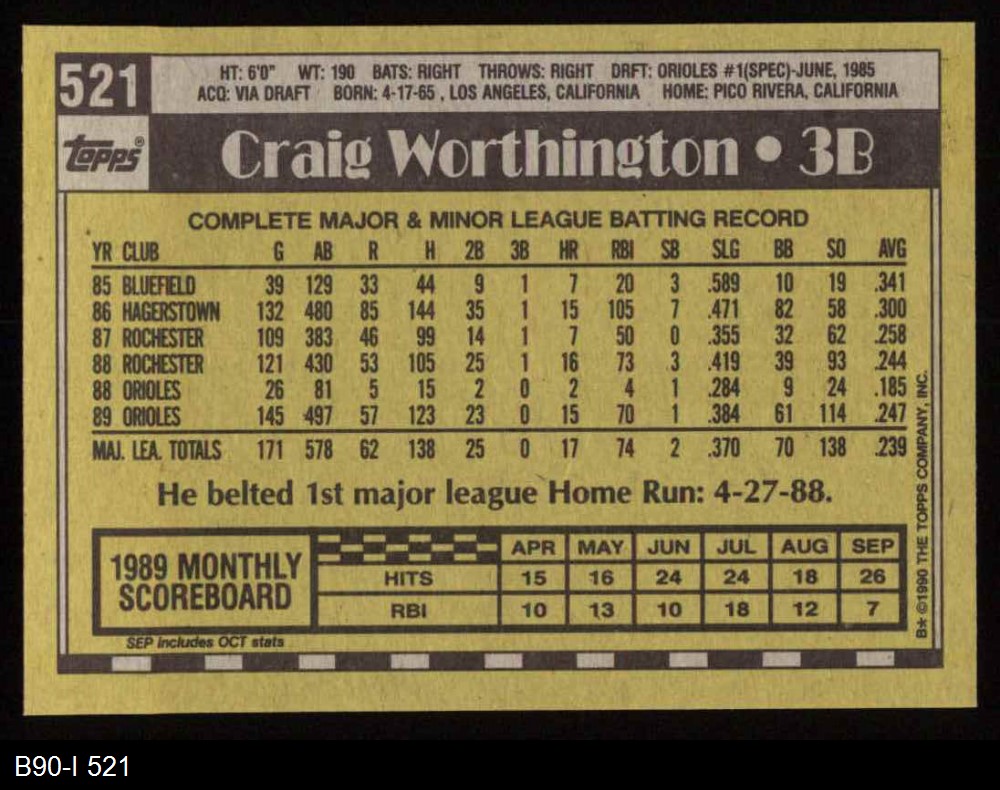 521
HT: 6'0" WT: 190 BATS: RIGHT THROWS: RIGHT DRFT: ORIOLES #1(SPEC)-JUNE, 1985
ACQ: VIA DRAFT BORN: 4-17-65, LOS ANGELES, CALIFORNIA HOME: PICO RIVERA, CALIFORNIA
topps®
Craig Worthington • 3B
COMPLETE MAJOR & MINOR LEAGUE BATTING RECORD
YR CLUB G AB R H 2B 3B HR RBI SB SLG BB SO AVG
85 BLUEFIELD 39 129 33 44 9 1 7 20 3 .589 10 19 .341
86 HAGERSTOWN 132 480 85 144 35 1 15 105 7 .471 82 58 .300
87 ROCHESTER 109 383 46 99 14 1 7 50 0 .355 32 62 .258
88 ROCHESTER 121 430 53 105 25 1 16 73 3 .419 39 93 .244
88 ORIOLES 26 81 5 15 2 0 2 4 1 .284 9 24 .185
89 ORIOLES 145 497 57 123 23 0 15 70 1 .384 61 114 .247
MAJ. LEA. TOTALS 171 578 62 138 25 0 17 74 2 .370 70 138 .239
He belted 1st major league Home Run: 4-27-88.
1989 MONTHLY
SCOREBOARD
APR MAY JUN JUL AUG SEP
HITS 15 16 24 24 18 26
RBI 10 13 10 18 12 7
SEP includes OCT stats
B* ©1990 THE TOPPS COMPANY, INC.
B90-I 521